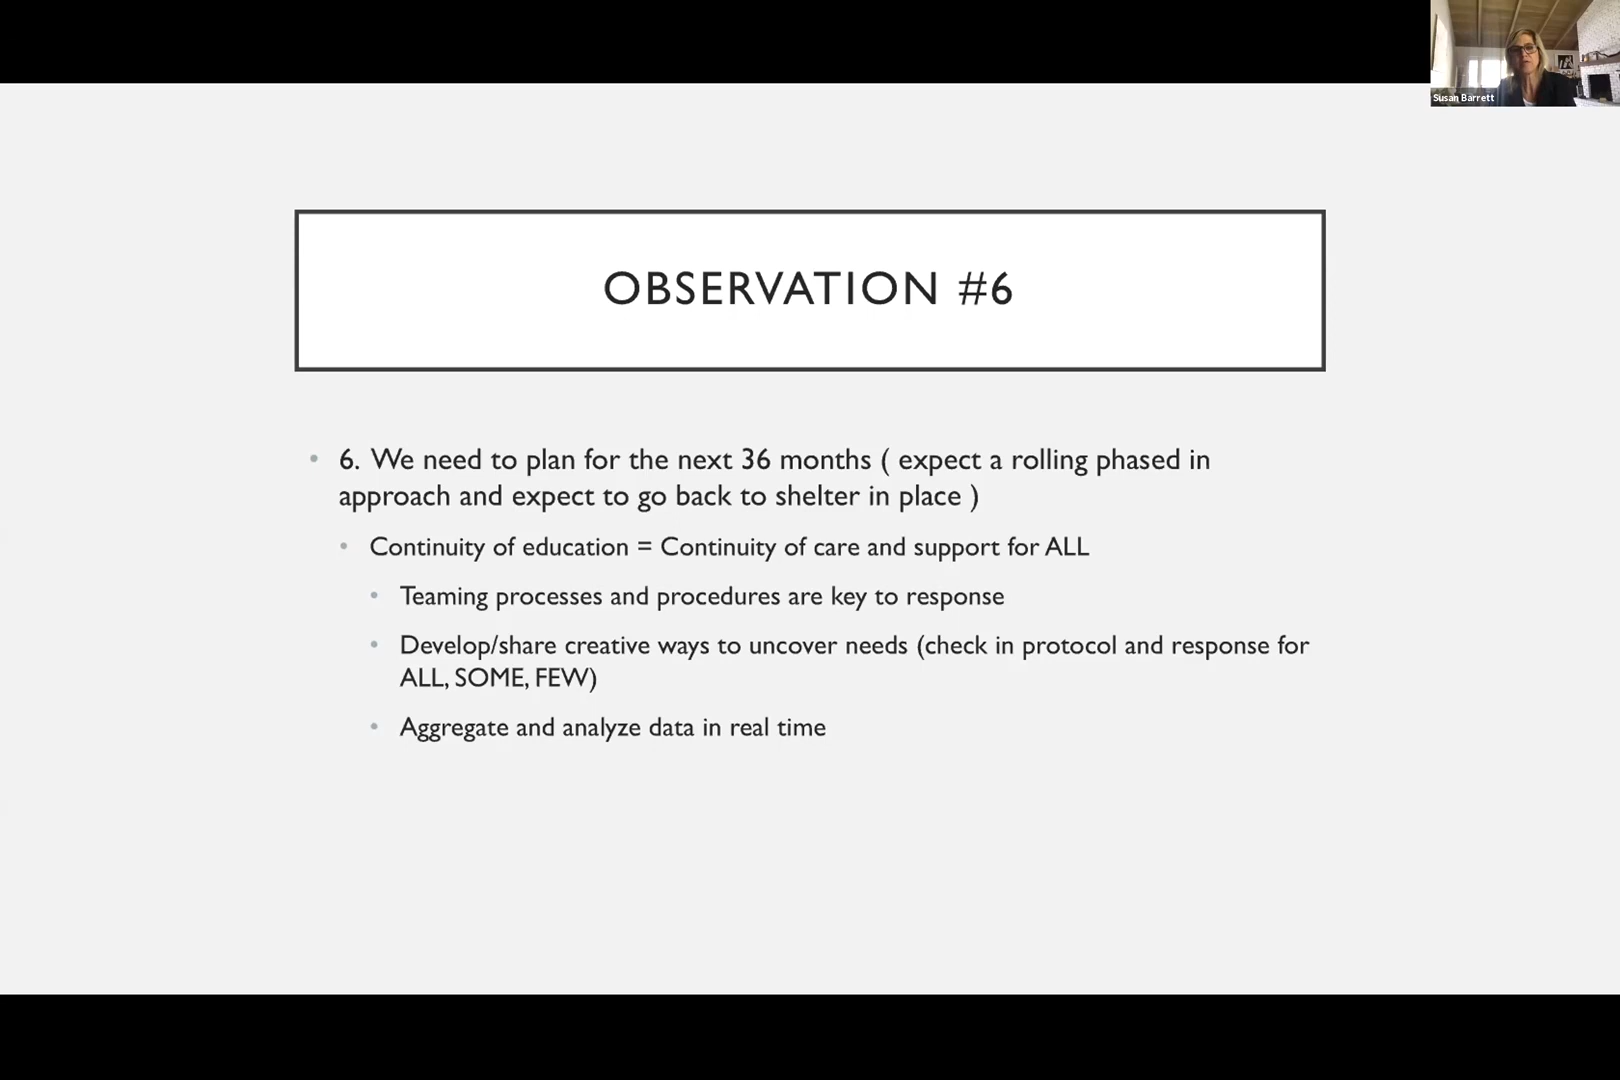 Susan Barrett
OBSERVATION #6
• 6. We need to plan for the next 36 months ( expect a rolling phased in
approach and expect to go back to shelter in place )
• Continuity of education = Continuity of care and support for ALL
• Teaming processes and procedures are key to response
• Develop/share creative ways to uncover needs (check in protocol and response for
ALL, SOME, FEW)
• Aggregate and analyze data in real time